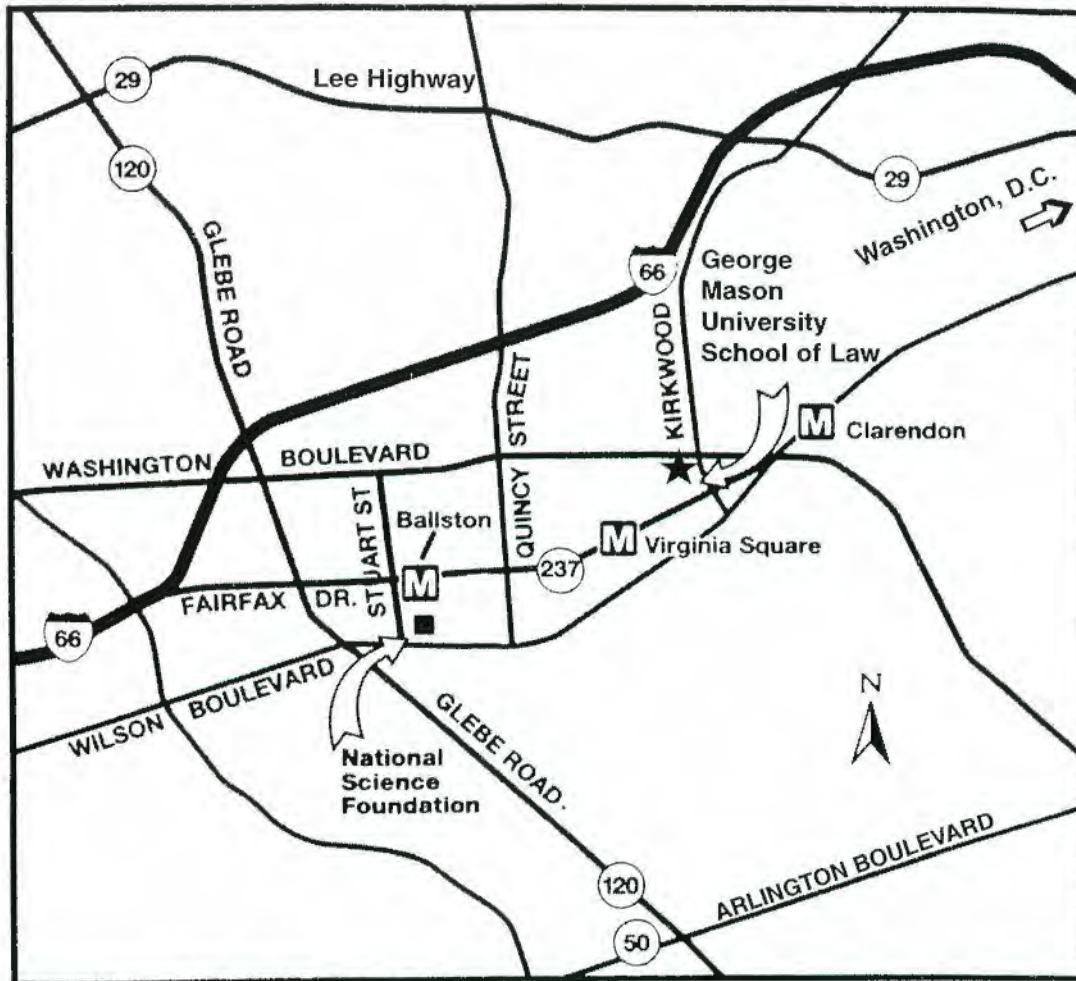 29
Lee Highway
120
29
Washington, D.C.
GLEBE ROAD
66
George
Mason
University
School of Law
KIRKWOOD
QUINCY STREET
M
Clarendon
WASHINGTON BOULEVARD
STUART ST
Ballston
M
M
Virginia Square
237
FAIRFAX DR.
66
WILSON BOULEVARD
N
National
Science
Foundation
GLEBE ROAD.
120
ARLINGTON BOULEVARD
50